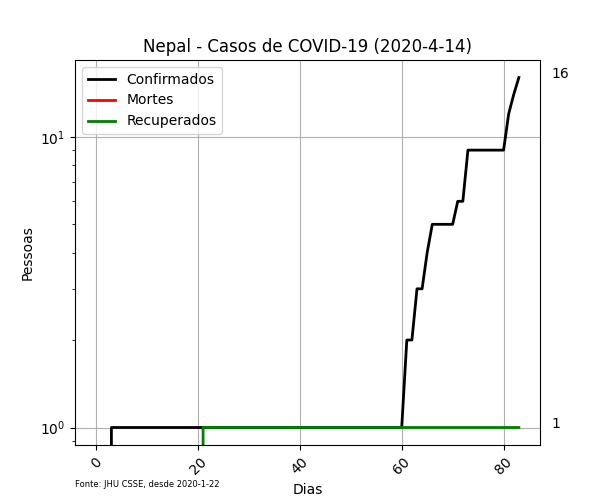 Nepal - Casos de COVID-19 (2020-4-14)
Confirmados
Mortes
Recuperados
16
10¹
Pessoas
10⁰
1
0 20 40 60 80
Fonte: JHU CSSE, desde 2020-1-22
Dias